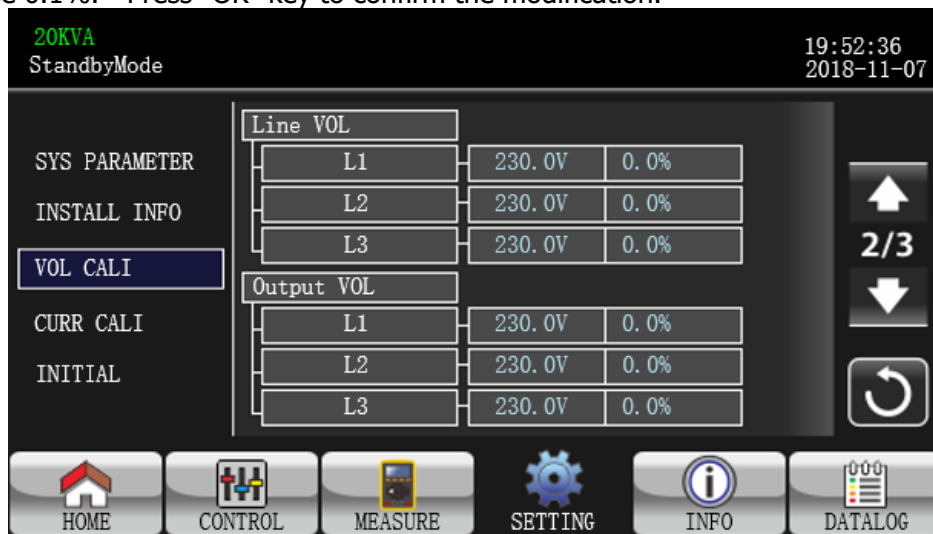 e 0.1%. Press "OK" key to confirm the modification.
20KVA
StandbyMode
19:52:36
2018-11-07
SYS PARAMETER
INSTALL INFO
VOL CALI
CURR CALI
INITIAL
Line VOL
L1 230.0V 0.0%
L2 230.0V 0.0%
L3 230.0V 0.0%
Output VOL
L1 230.0V 0.0%
L2 230.0V 0.0%
L3 230.0V 0.0%
2/3
HOME CONTROL MEASURE SETTING INFO DATALOG